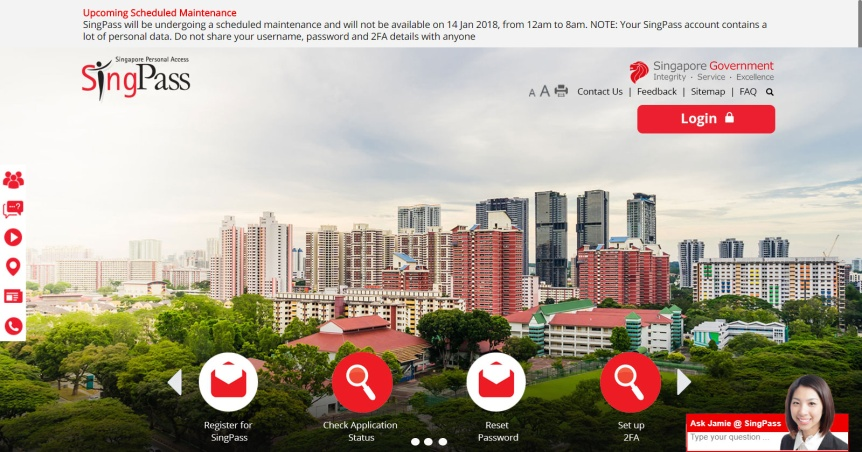 Upcoming Scheduled Maintenance
SingPass will be undergoing a scheduled maintenance and will not be available on 14 Jan 2018, from 12am to 8am. NOTE: Your SingPass account contains a
lot of personal data. Do not share your username, password and 2FA details with anyone
Singapore Personal Access
SingPass
Singapore Government
Integrity · Service · Excellence
A A Contact Us | Feedback | Sitemap | FAQ
Login
Register for
SingPass
Check Application
Status
Reset
Password
Set up
2FA
Ask Jamie @ SingPass
Type your question ...